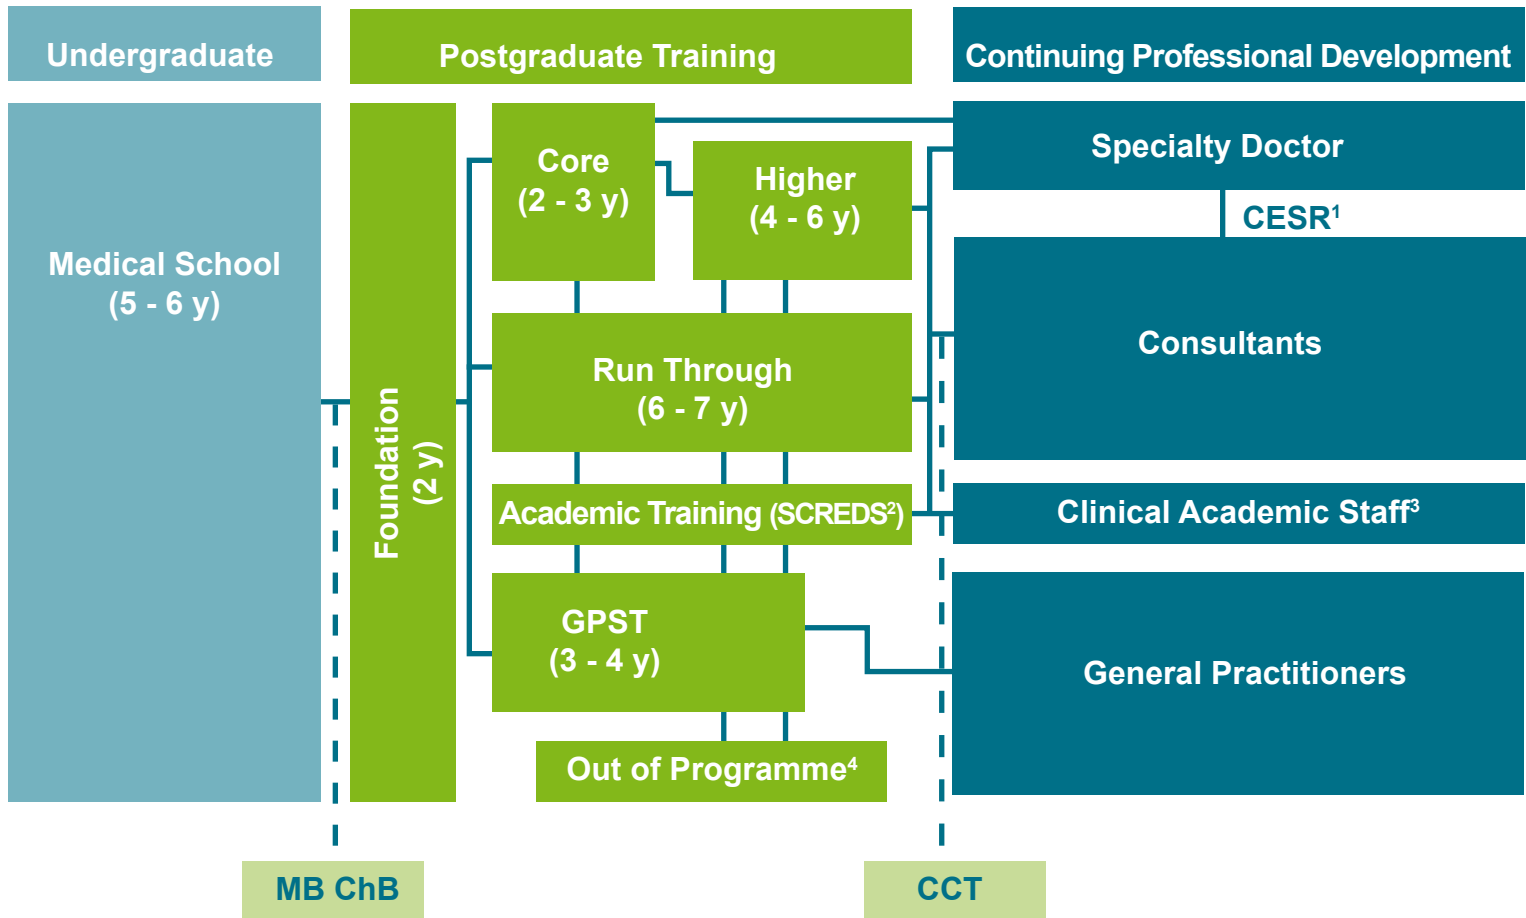 Undergraduate
Postgraduate Training
Continuing Professional Development
Medical School
(5 - 6 y)
Foundation
(2 y)
Core
(2 - 3 y)
Higher
(4 - 6 y)
Run Through
(6 - 7 y)
Academic Training (SCREDS²)
GPST
(3 - 4 y)
Out of Programme⁴
Specialty Doctor
CESR¹
Consultants
Clinical Academic Staff³
General Practitioners
MB ChB
CCT